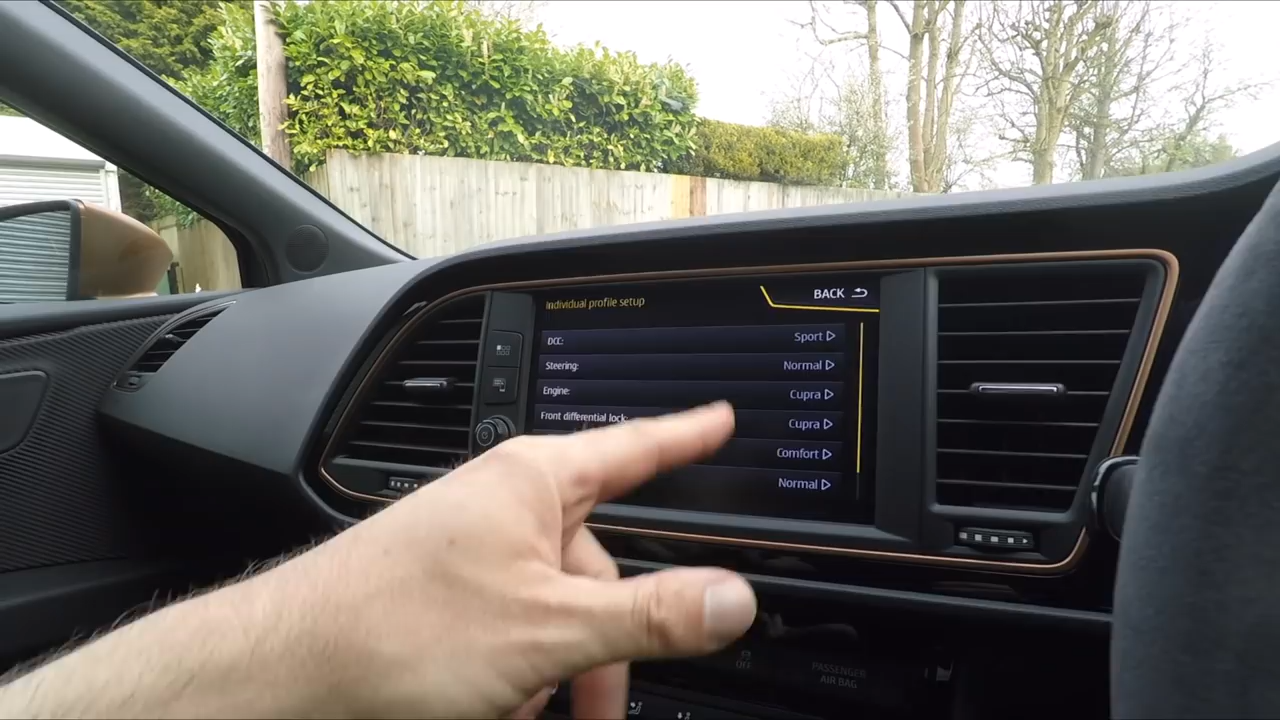 Individual profile setup
BACK
DCC: Sport
Steering: Normal
Engine: Cupra
Front differential lock: Cupra
Comfort
Normal
OFF
PASSENGER
AIR BAG